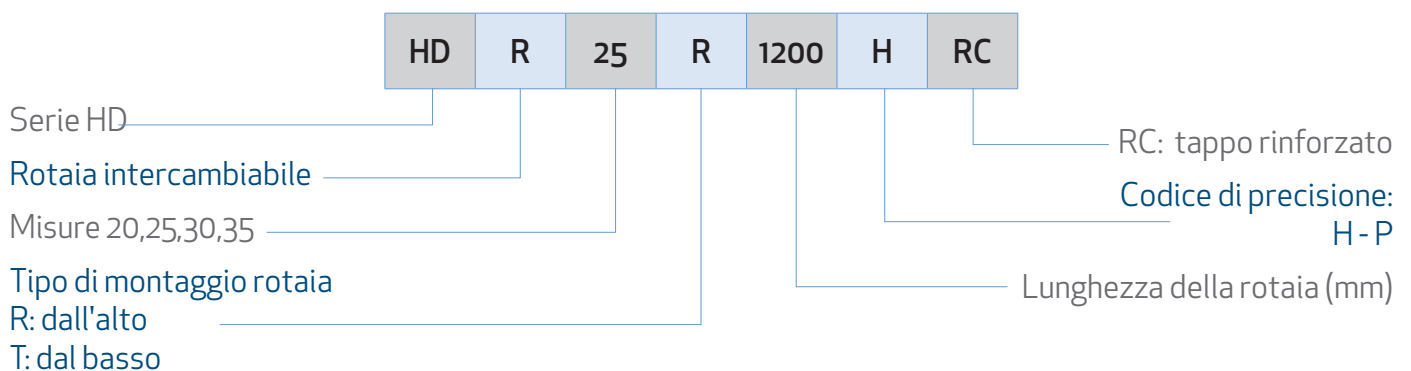 HD R 25 R 1200 H RC
Serie HD
Rotaia intercambiabile
Misure 20,25,30,35
Tipo di montaggio rotaia
R: dall'alto
T: dal basso
RC: tappo rinforzato
Codice di precisione:
H - P
Lunghezza della rotaia (mm)